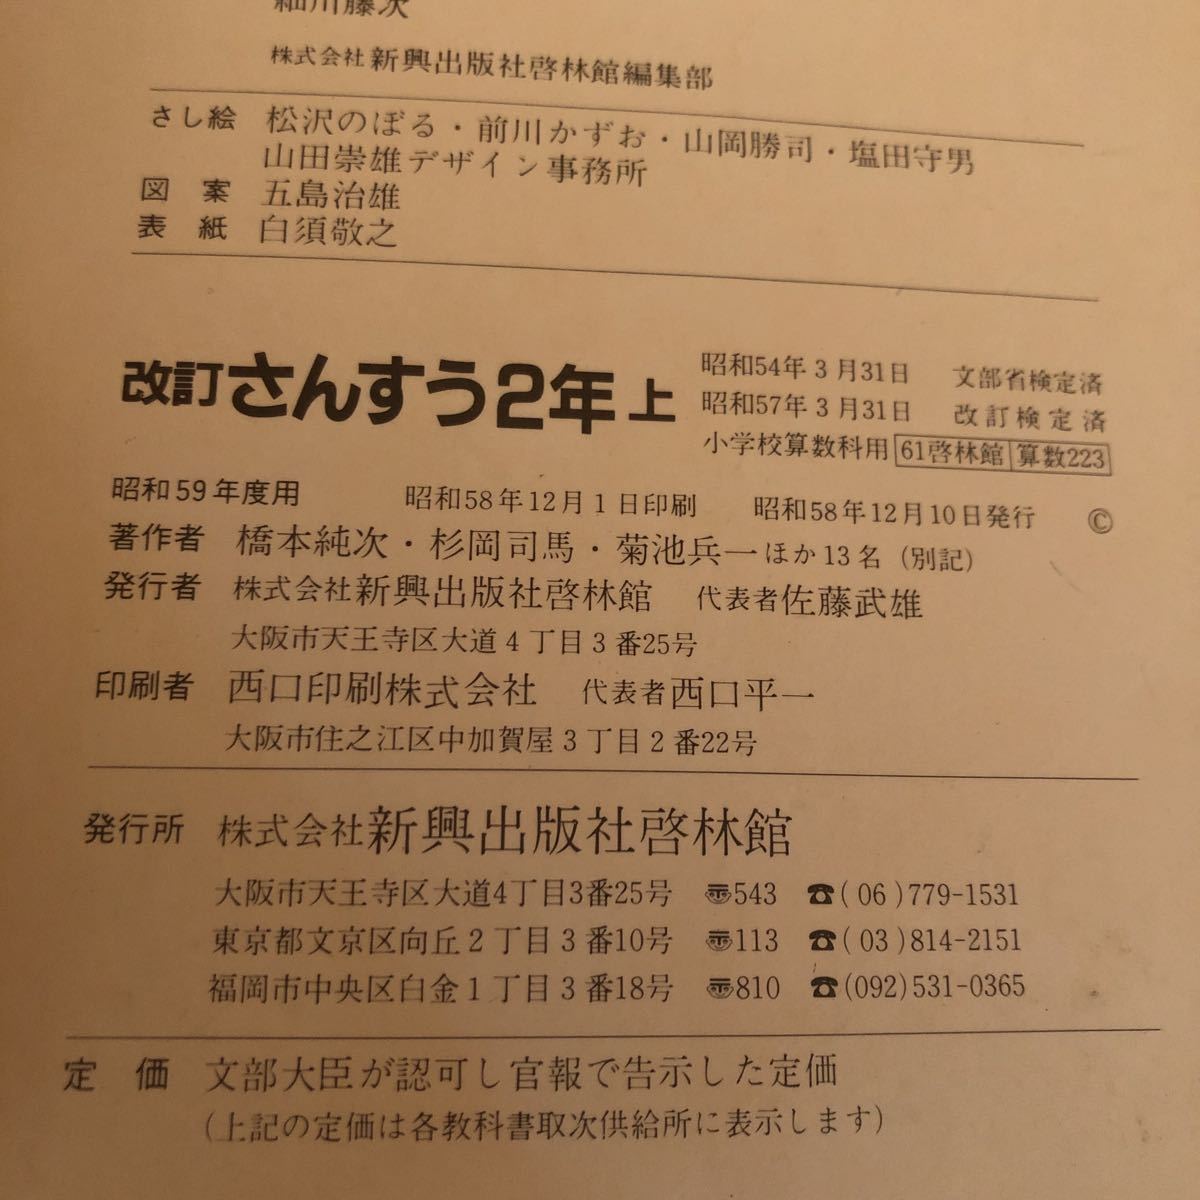 細川藤次
株式会社 新興出版社啓林館編集部
さし絵 松沢のぼる・前川かずお・山岡勝司・塩田守男
山田崇雄デザイン事務所
図案 五島治雄
表紙 白須敬之
改訂 さんすう2年 上
昭和54年3月31日 文部省検定済
昭和57年3月31日 改訂検定済
小学校算数科用 61啓林館 算数223
昭和59年度用 昭和58年12月1日印刷 昭和58年12月10日発行 ©
著作者 橋本純次・杉岡司馬・菊池兵一ほか13名(別記)
発行者 株式会社新興出版社啓林館 代表者佐藤武雄
大阪市天王寺区大道4丁目3番25号
印刷者 西口印刷株式会社 代表者西口平一
大阪市住之江区中加賀屋3丁目2番22号
発行所 株式会社新興出版社啓林館
大阪市天王寺区大道4丁目3番25号 〠543 ☎(06)779-1531
東京都文京区向丘2丁目3番10号 〠113 ☎(03)814-2151
福岡市中央区白金1丁目3番18号 〠810 ☎(092)531-0365
定価 文部大臣が認可し官報で告示した定価
(上記の定価は各教科書取次供給所に表示します)